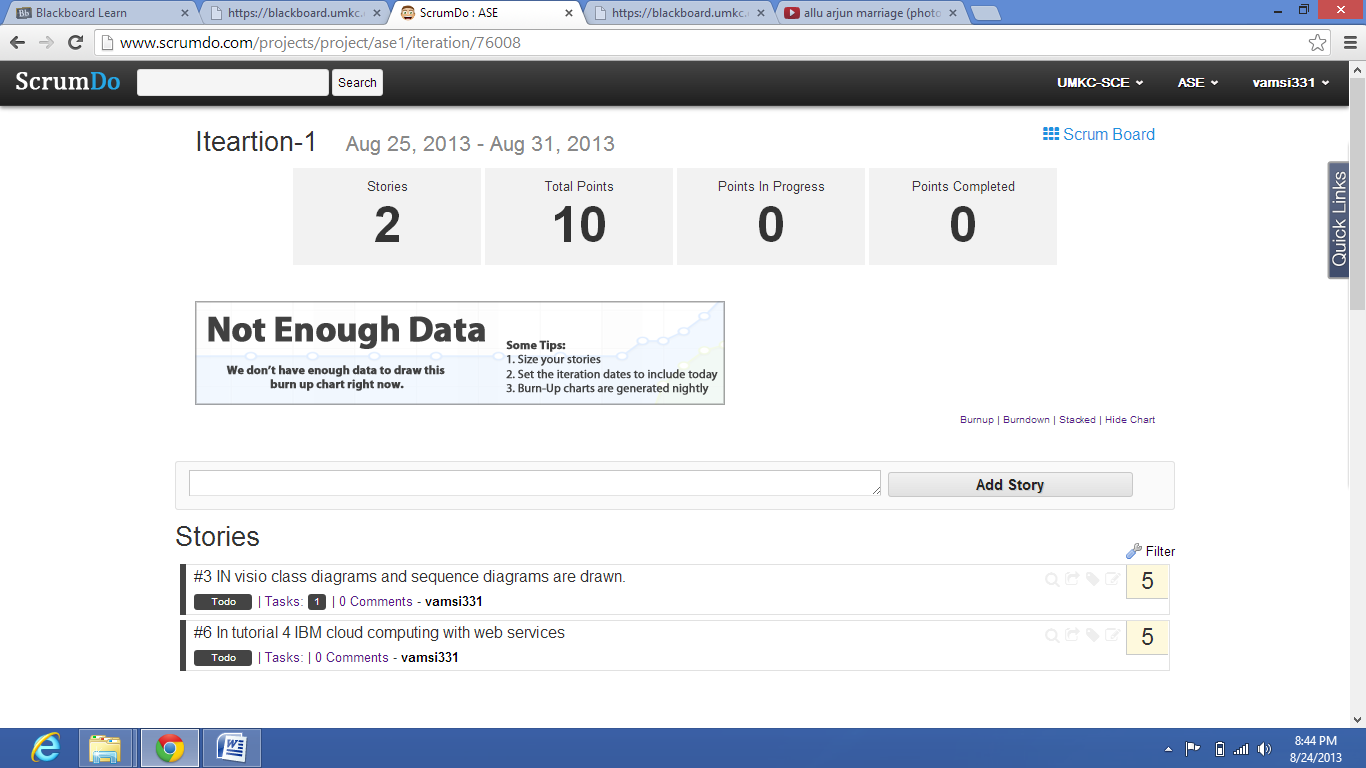 Blackboard Learn
https://blackboard.umkc.
ScrumDo : ASE
https://blackboard.umkc.
allu arjun marriage (photo
www.scrumdo.com/projects/project/ase1/iteration/76008
ScrumDo
Search
UMKC-SCE
ASE
vamsi331
Iteartion-1
Aug 25, 2013 - Aug 31, 2013
Scrum Board
Quick Links
Stories
2
Total Points
10
Points In Progress
0
Points Completed
0
Not Enough Data
We don't have enough data to draw this
burn up chart right now.
Some Tips:
1. Size your stories
2. Set the iteration dates to include today
3. Burn-Up charts are generated nightly
Burnup | Burndown | Stacked | Hide Chart
Add Story
Stories
Filter
#3 IN visio class diagrams and sequence diagrams are drawn.
5
Todo | Tasks: 1 | 0 Comments - vamsi331
#6 In tutorial 4 IBM cloud computing with web services
5
Todo | Tasks: | 0 Comments - vamsi331
8:44 PM
8/24/2013